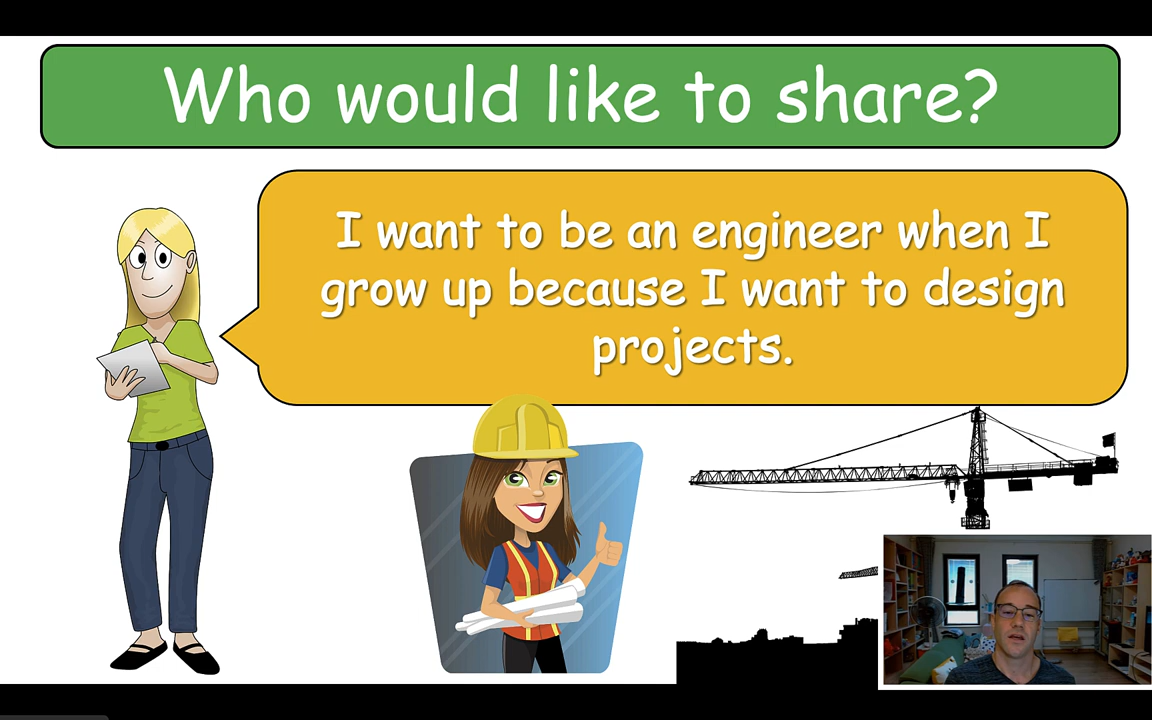 Who would like to share?
I want to be an engineer when I
grow up because I want to design
projects.